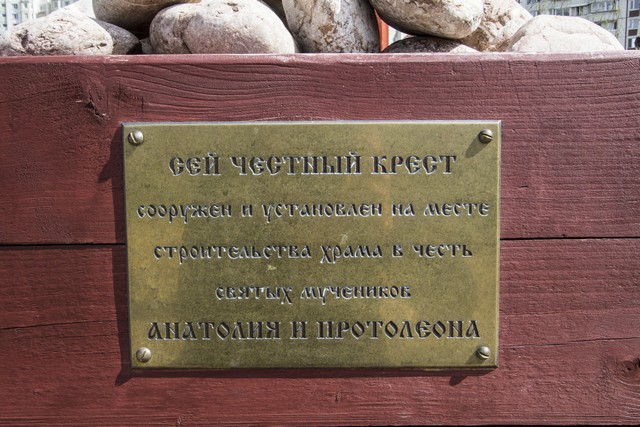 СЕЙ ЧЕСТНЫЙ КРЕСТ
сооружен и установлен на месте
строительства храма в честь
святых мучеников
АНАТОЛИЯ И ПРОТОЛЕОНА